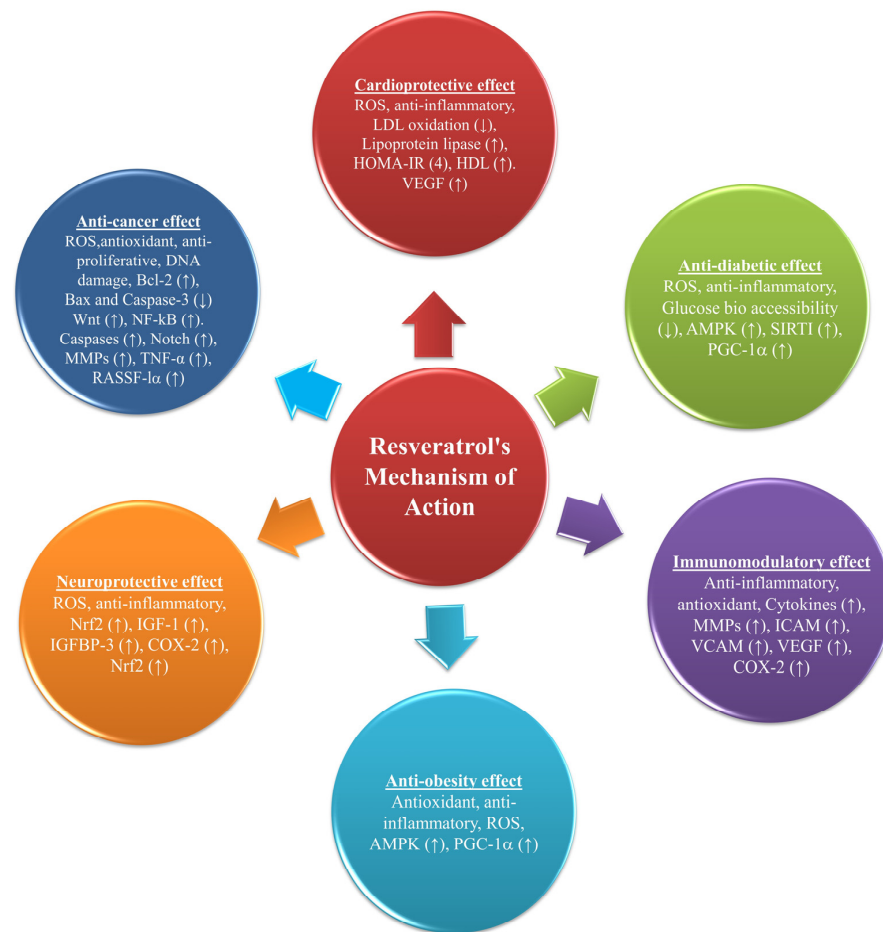 Cardioprotective effect
ROS, anti-inflammatory,
LDL oxidation (↓),
Lipoprotein lipase (↑),
HOMA-IR (4), HDL (↑).
VEGF (↑)
Anti-cancer effect
ROS,antioxidant, anti-
proliferative, DNA
damage, Bcl-2 (↑),
Bax and Caspase-3 (↓)
Wnt (↑), NF-kB (↑).
Caspases (↑), Notch (↑),
MMPs (↑), TNF-α (↑),
RASSF-lα (↑)
Anti-diabetic effect
ROS, anti-inflammatory,
Glucose bio accessibility
(↓), AMPK (↑), SIRTI (↑),
PGC-1α (↑)
Resveratrol's
Mechanism of
Action
Neuroprotective effect
ROS, anti-inflammatory,
Nrf2 (↑), IGF-1 (↑),
IGFBP-3 (↑), COX-2 (↑),
Nrf2 (↑)
Immunomodulatory effect
Anti-inflammatory,
antioxidant, Cytokines (↑),
MMPs (↑), ICAM (↑),
VCAM (↑), VEGF (↑),
COX-2 (↑)
Anti-obesity effect
Antioxidant, anti-
inflammatory, ROS,
AMPK (↑), PGC-1α (↑)